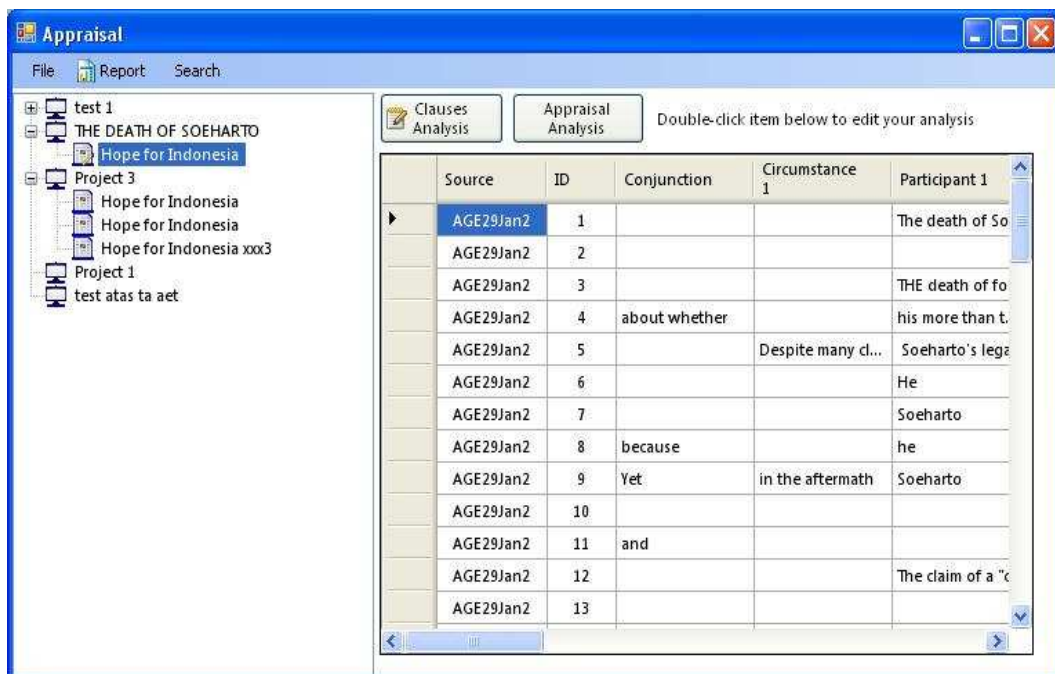 Appraisal
File Report Search
test 1
THE DEATH OF SOEHARTO
Hope for Indonesia
Project 3
Hope for Indonesia
Hope for Indonesia
Hope for Indonesia xxx3
Project 1
test atas ta aet
Clauses Analysis Appraisal Analysis Double-click item below to edit your analysis
Source ID Conjunction Circumstance 1 Participant 1
AGE29Jan2 1 The death of So
AGE29Jan2 2
AGE29Jan2 3 THE death of fo
AGE29Jan2 4 about whether his more than t.
AGE29Jan2 5 Despite many cl... Soeharto's lega
AGE29Jan2 6 He
AGE29Jan2 7 Soeharto
AGE29Jan2 8 because he
AGE29Jan2 9 Yet in the aftermath Soeharto
AGE29Jan2 10
AGE29Jan2 11 and
AGE29Jan2 12 The claim of a "c
AGE29Jan2 13